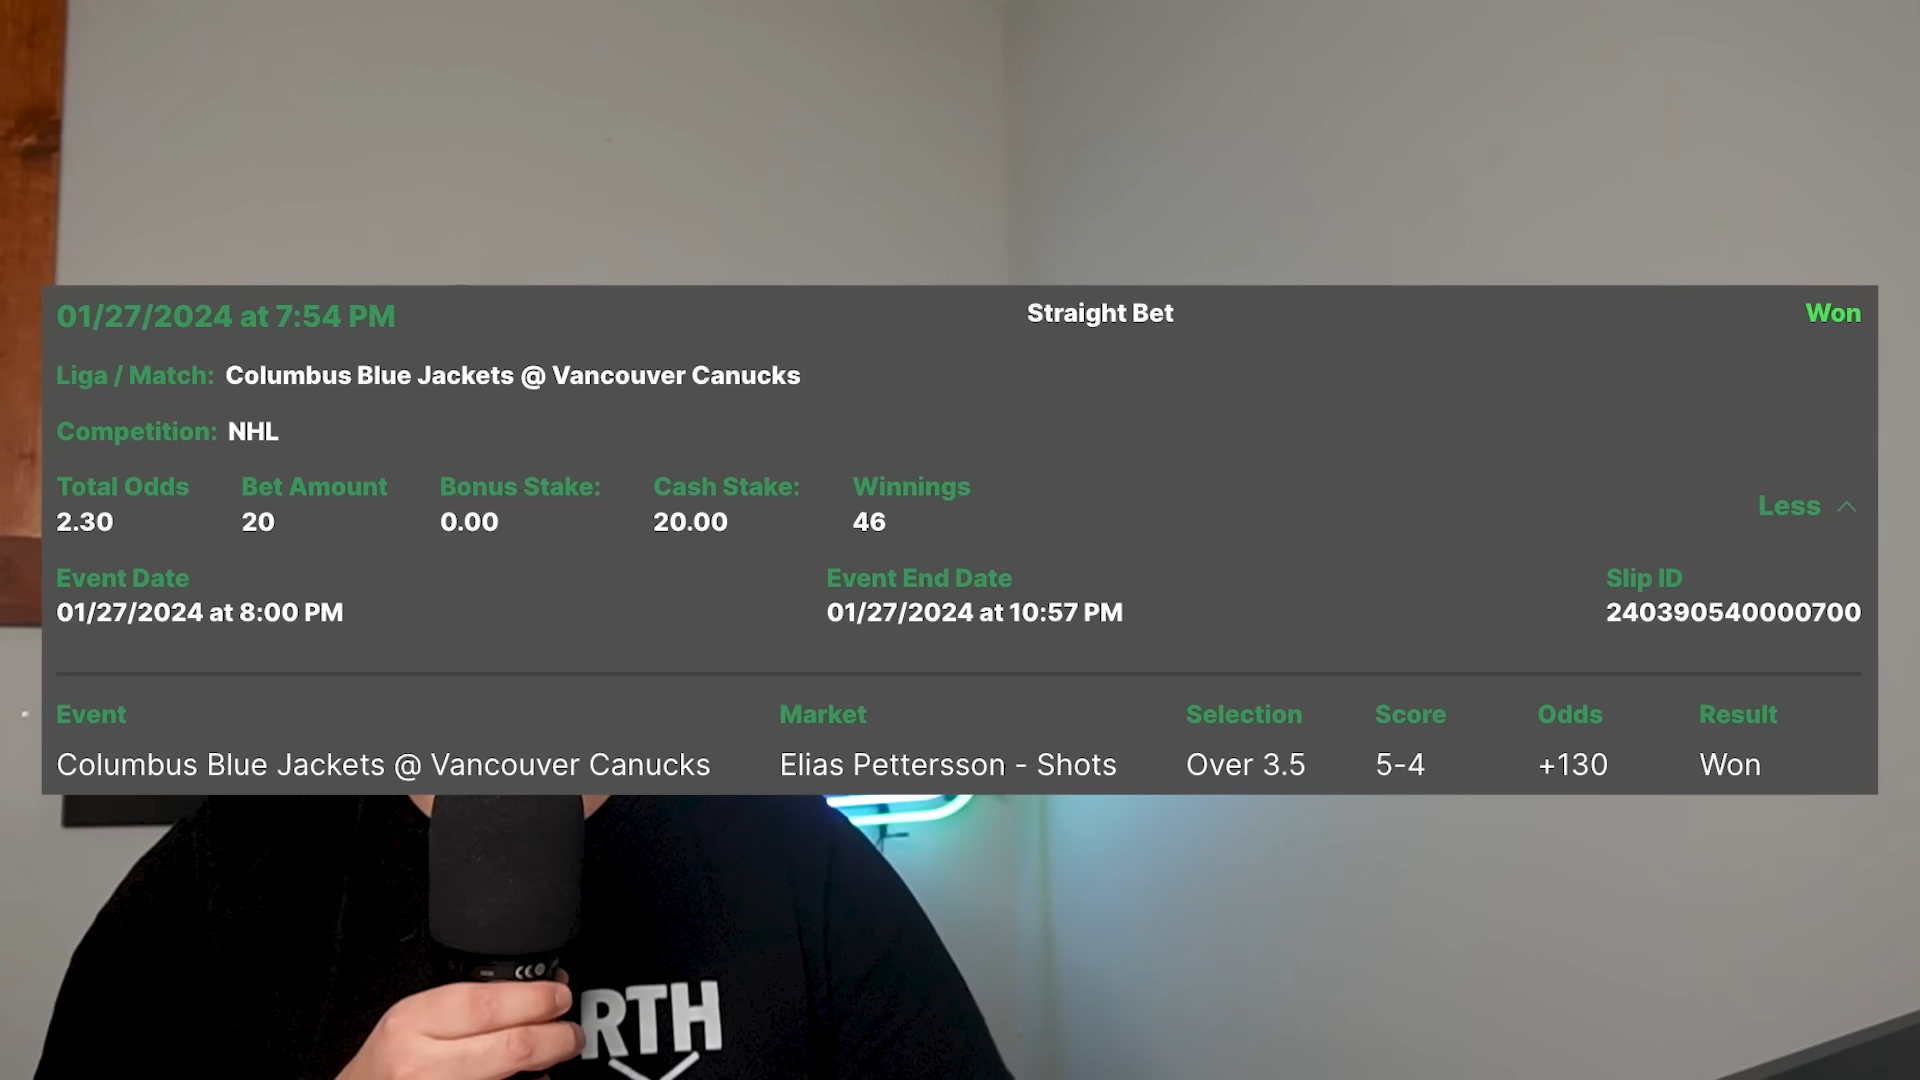 01/27/2024 at 7:54 PM Straight Bet Won
Liga / Match: Columbus Blue Jackets @ Vancouver Canucks
Competition: NHL
Total Odds Bet Amount Bonus Stake: Cash Stake: Winnings
2.30 20 0.00 20.00 46
Less
Event Date Event End Date Slip ID
01/27/2024 at 8:00 PM 01/27/2024 at 10:57 PM 240390540000700
Event Market Selection Score Odds Result
Columbus Blue Jackets @ Vancouver Canucks Elias Pettersson - Shots Over 3.5 5-4 +130 Won
RTH